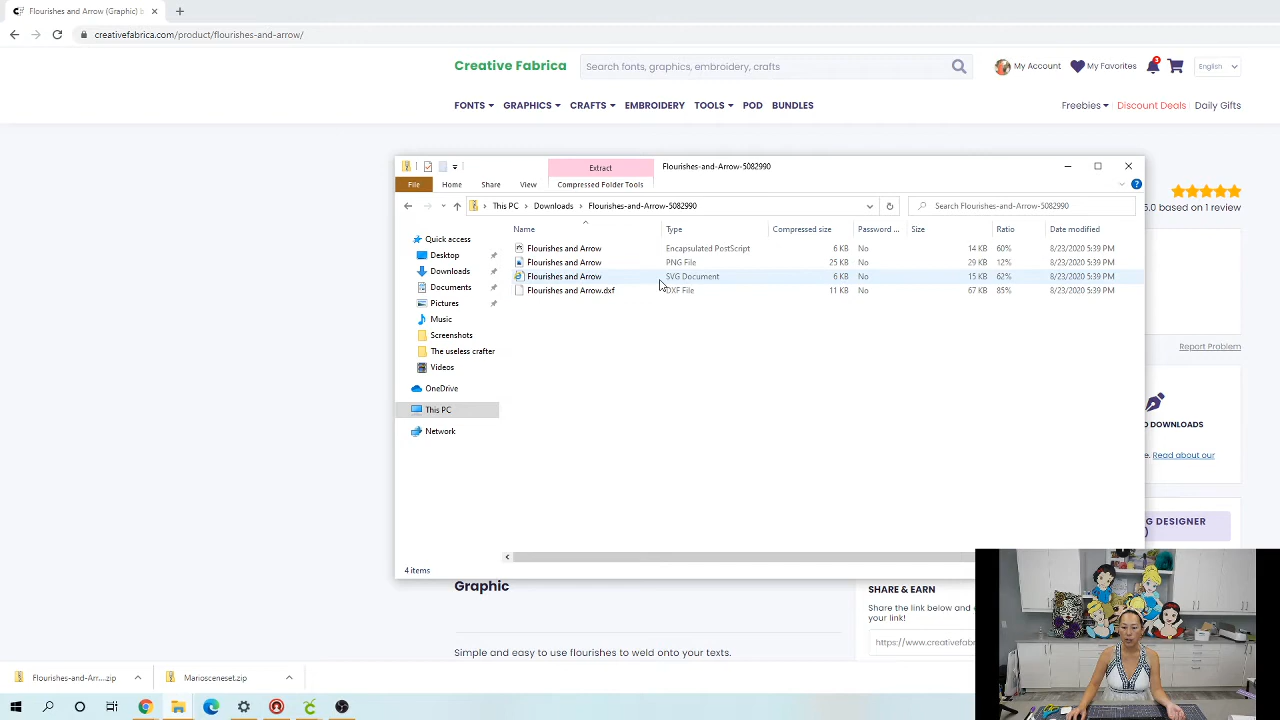 Flourishes and Arrow (Graphic) b
creativefabrica.com/product/flourishes-and-arrow/
Creative Fabrica
Search fonts, graphics, embroidery, crafts
My Account
My Favorites
3
English
FONTS GRAPHICS CRAFTS EMBROIDERY TOOLS POD BUNDLES
Freebies Discount Deals Daily Gifts
Extract
Flourishes-and-Arrow-5082990
File Home Share View Compressed Folder Tools
This PC > Downloads > Flourishes-and-Arrow-5082990
Search Flourishes-and-Arrow-5082990
5.0 based on 1 review
Name Type Compressed size Password ... Size Ratio Date modified
Flourishes and Arrow Encapsulated PostScript 6 KB No 14 KB 60% 8/23/2020 5:39 PM
Flourishes and Arrow PNG File 25 KB No 29 KB 12% 8/23/2020 5:39 PM
Flourishes and Arrow SVG Document 6 KB No 15 KB 62% 8/23/2020 5:39 PM
Flourishes and Arrow.dxf DXF File 11 KB No 67 KB 85% 8/23/2020 5:39 PM
Quick access
Desktop
Downloads
Documents
Pictures
Music
Screenshots
The useless crafter
Videos
OneDrive
This PC
Network
4 items
Report Problem
D DOWNLOADS
e. Read about our
G DESIGNER
)
Graphic
SHARE & EARN
Share the link below and e
your link!
https://www.creativefab
Simple and easy to use flourishes to weld onto your texts.
Flourishes-and-Arr....zip
Marioscneset.zip